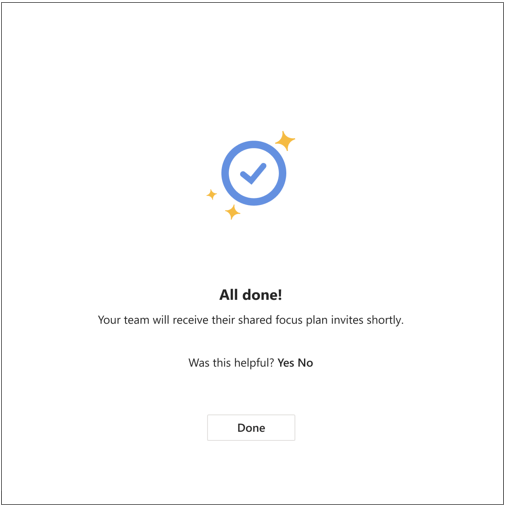 All done!
Your team will receive their shared focus plan invites shortly.
Was this helpful? Yes No
Done